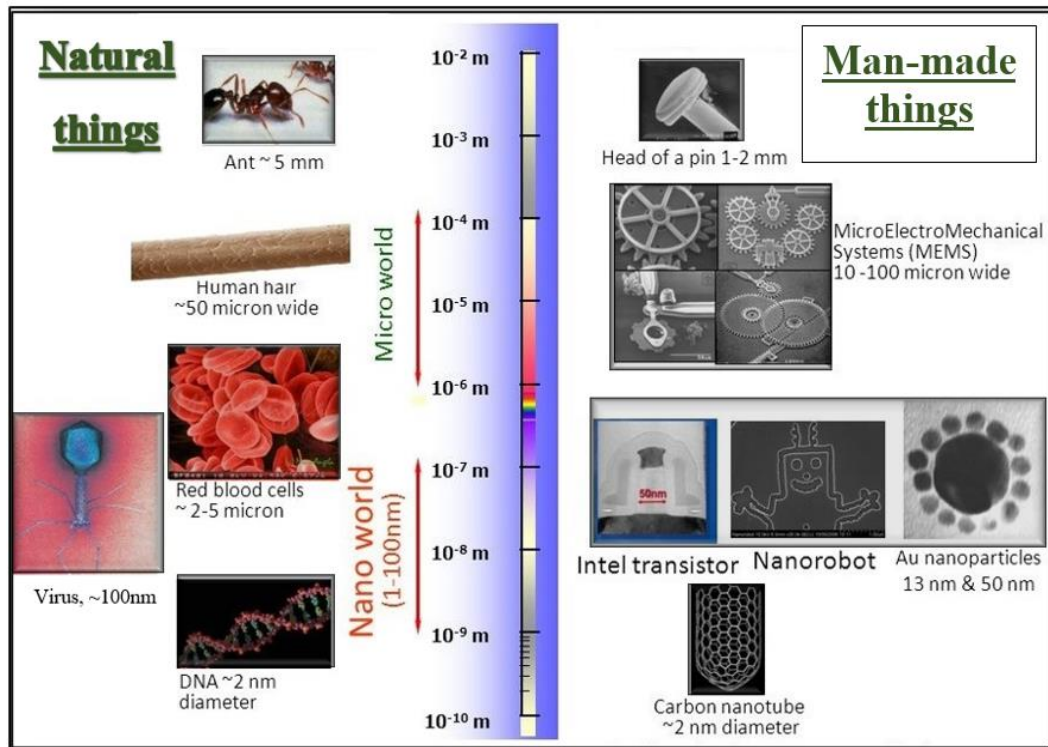 Natural
things
Ant ~ 5 mm
Human hair
~50 micron wide
Red blood cells
~ 2-5 micron
Virus, ~100nm
DNA ~2 nm
diameter
Micro world
Nano world
(1-100nm)
10⁻² m
10⁻³ m
10⁻⁴ m
10⁻⁵ m
10⁻⁶ m
10⁻⁷ m
10⁻⁸ m
10⁻⁹ m
10⁻¹⁰ m
Man-made
things
Head of a pin 1-2 mm
MicroElectroMechanical
Systems (MEMS)
10 -100 micron wide
50nm
Intel transistor
Nanorobot
Au nanoparticles
13 nm & 50 nm
Carbon nanotube
~2 nm diameter